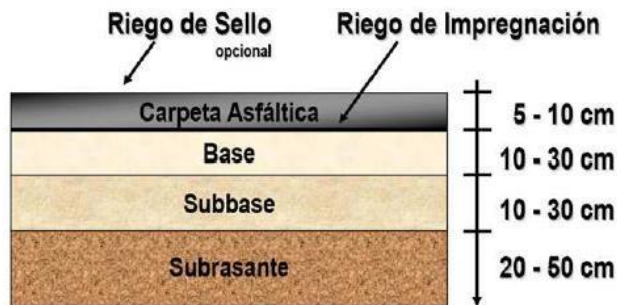 Riego de Sello
opcional
Riego de Impregnación
Carpeta Asfáltica
5 - 10 cm
Base
10 - 30 cm
Subbase
10 - 30 cm
Subrasante
20 - 50 cm